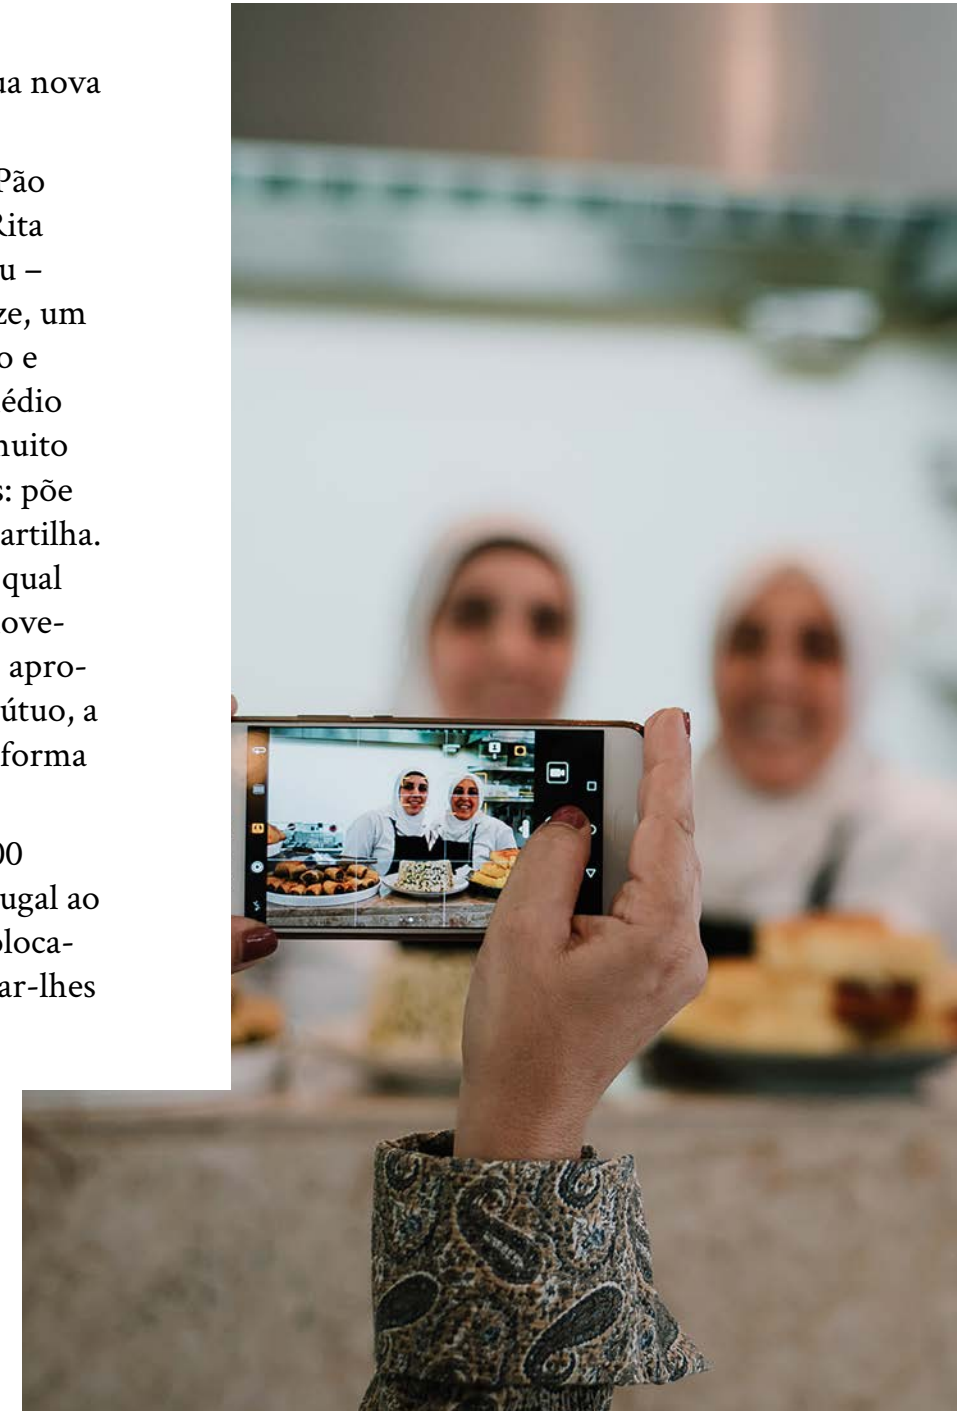 ua nova
Pão
Rita
u –
ze, um
o e
édio
nuito
s: põe
artilha.
qual
ove-
apro-
útuo, a
forma
00
ugal ao
oloca-
ar-lhes